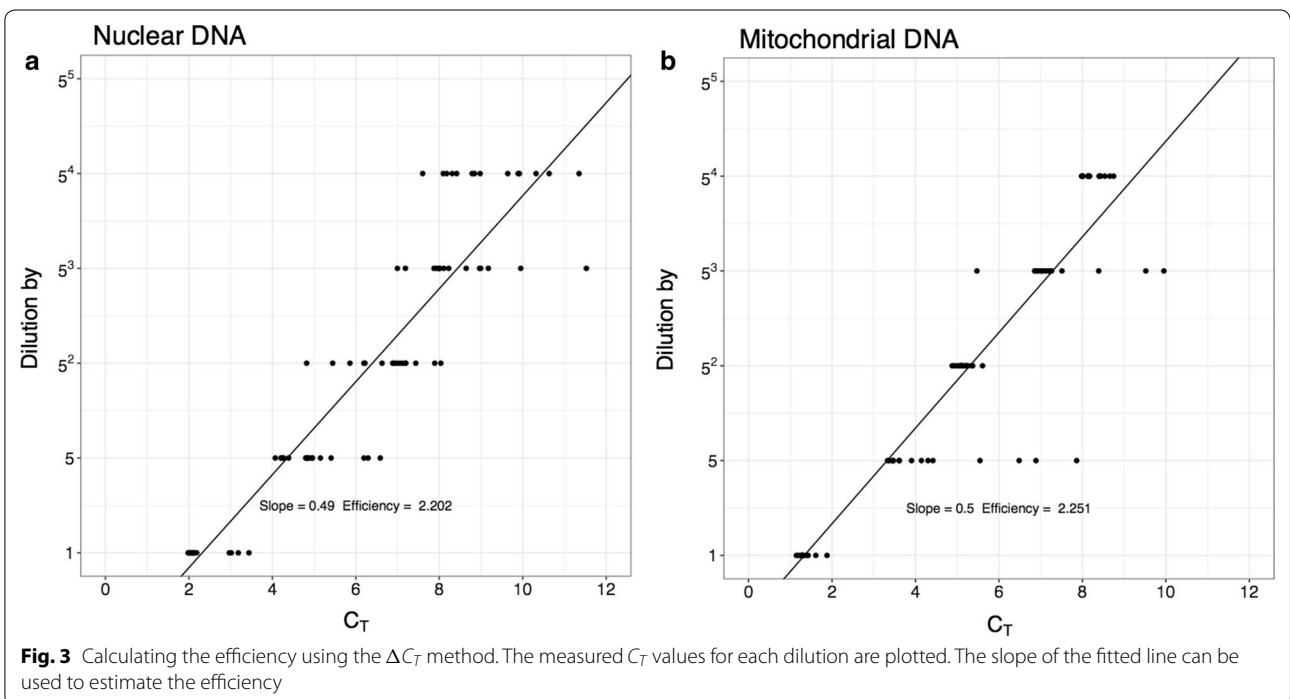 Nuclear DNA
a
5⁵
5⁴
5³
5²
5
1
Dilution by
Slope = 0.49 Efficiency = 2.202
0 2 4 6 8 10 12
C_T
Mitochondrial DNA
b
5⁵
5⁴
5³
5²
5
1
Dilution by
Slope = 0.5 Efficiency = 2.251
0 2 4 6 8 10 12
C_T
Fig. 3 Calculating the efficiency using the ΔC_T method. The measured C_T values for each dilution are plotted. The slope of the fitted line can be
used to estimate the efficiency